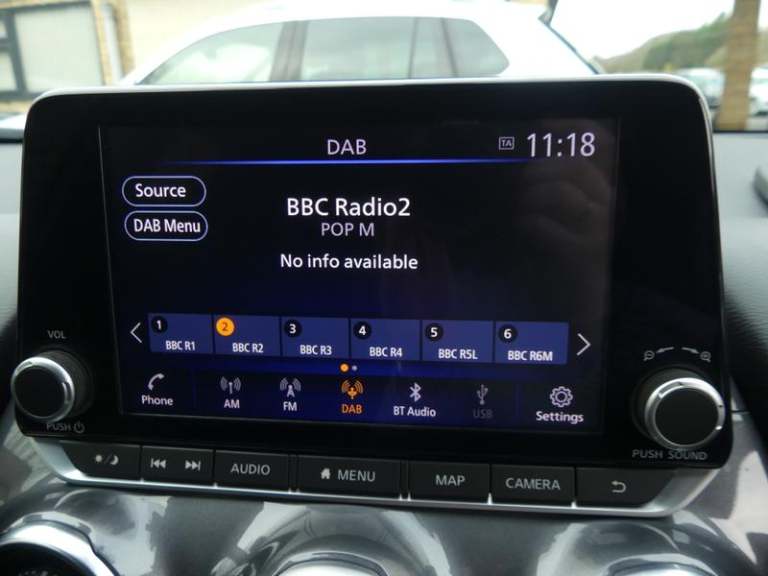 DAB
TA 11:18
Source
DAB Menu
BBC Radio2
POP M
No info available
1 2 3 4 5 6
BBC R1 BBC R2 BBC R3 BBC R4 BBC R5L BBC R6M
Phone AM FM DAB BT Audio USB Settings
VOL
PUSH
PUSH SOUND
AUDIO MENU MAP CAMERA